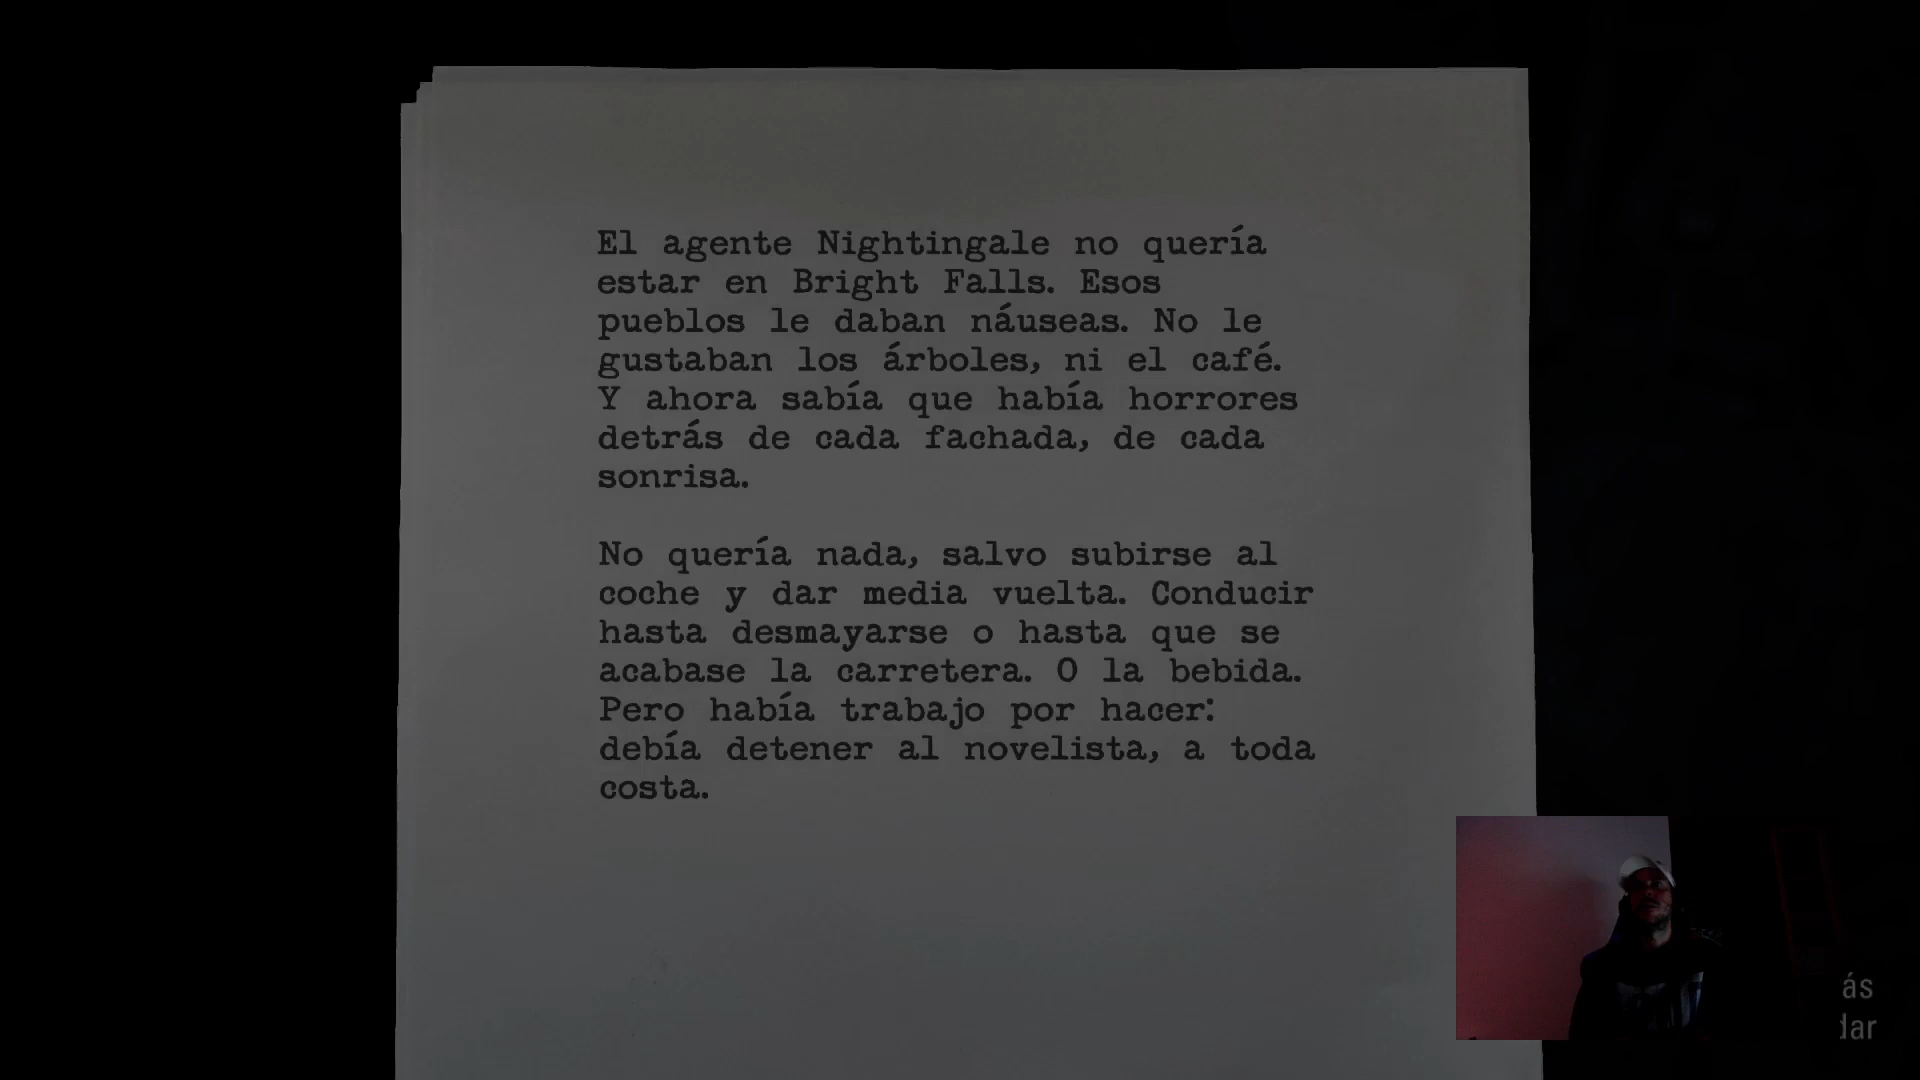 El agente Nightingale no quería
estar en Bright Falls. Esos
pueblos le daban náuseas. No le
gustaban los árboles, ni el café.
Y ahora sabía que había horrores
detrás de cada fachada, de cada
sonrisa.
No quería nada, salvo subirse al
coche y dar media vuelta. Conducir
hasta desmayarse o hasta que se
acabase la carretera. O la bebida.
Pero había trabajo por hacer:
debía detener al novelista, a toda
costa.
ás
dar